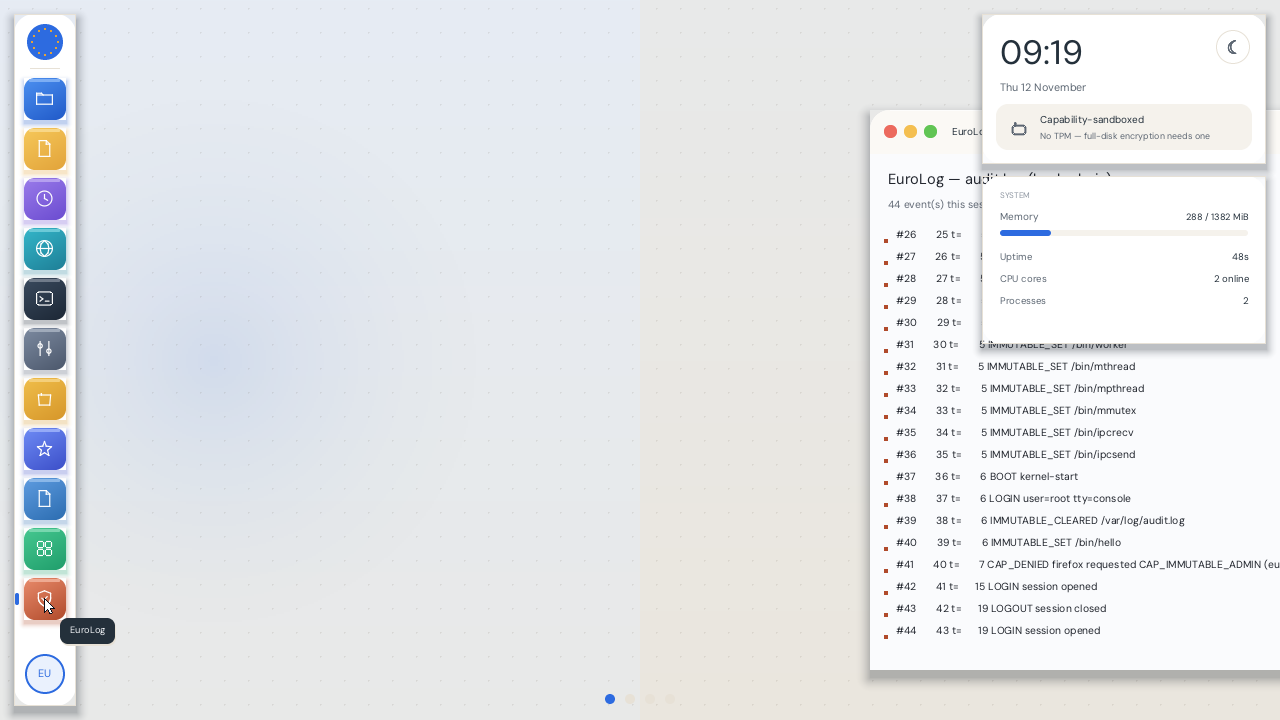 09:19
Thu 12 November
Capability-sandboxed
No TPM — full-disk encryption needs one
SYSTEM
Memory 288 / 1382 MiB
Uptime 48s
CPU cores 2 online
Processes 2
EuroLog —
44 event(s) this
#26 25 t=
#27 26 t=
#28 27 t=
#29 28 t=
#30 29 t=
#31 30 t= 5 IMMUTABLE_SET /bin/worker
#32 31 t= 5 IMMUTABLE_SET /bin/mthread
#33 32 t= 5 IMMUTABLE_SET /bin/mpthread
#34 33 t= 5 IMMUTABLE_SET /bin/mmutex
#35 34 t= 5 IMMUTABLE_SET /bin/ipcrecv
#36 35 t= 5 IMMUTABLE_SET /bin/ipcsend
#37 36 t= 6 BOOT kernel-start
#38 37 t= 6 LOGIN user=root tty=console
#39 38 t= 6 IMMUTABLE_CLEARED /var/log/audit.log
#40 39 t= 6 IMMUTABLE_SET /bin/hello
#41 40 t= 7 CAP_DENIED firefox requested CAP_IMMUTABLE_ADMIN
#42 41 t= 15 LOGIN session opened
#43 42 t= 19 LOGOUT session closed
#44 43 t= 19 LOGIN session opened
EuroLog
EU